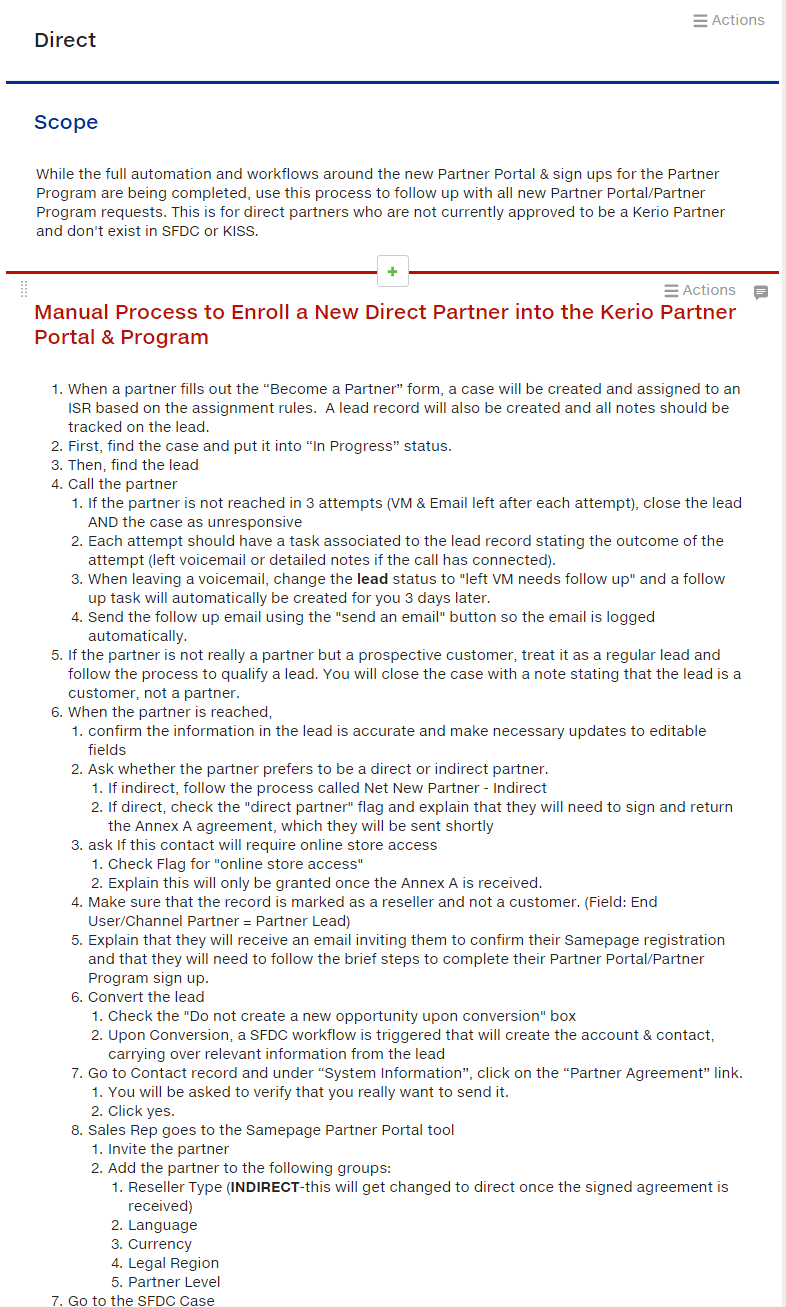 Actions
Direct
Scope
While the full automation and workflows around the new Partner Portal & sign ups for the Partner
Program are being completed, use this process to follow up with all new Partner Portal/Partner
Program requests. This is for direct partners who are not currently approved to be a Kerio Partner
and don't exist in SFDC or KISS.
Actions
Manual Process to Enroll a New Direct Partner into the Kerio Partner
Portal & Program
1. When a partner fills out the “Become a Partner” form, a case will be created and assigned to an
ISR based on the assignment rules.  A lead record will also be created and all notes should be
tracked on the lead.
2. First, find the case and put it into “In Progress” status.
3. Then, find the lead
4. Call the partner
1. If the partner is not reached in 3 attempts (VM & Email left after each attempt), close the lead
AND the case as unresponsive
2. Each attempt should have a task associated to the lead record stating the outcome of the
attempt (left voicemail or detailed notes if the call has connected).
3. When leaving a voicemail, change the lead status to "left VM needs follow up" and a follow
up task will automatically be created for you 3 days later.
4. Send the follow up email using the "send an email" button so the email is logged
automatically.
5. If the partner is not really a partner but a prospective customer, treat it as a regular lead and
follow the process to qualify a lead. You will close the case with a note stating that the lead is a
customer, not a partner.
6. When the partner is reached,
1. confirm the information in the lead is accurate and make necessary updates to editable
fields
2. Ask whether the partner prefers to be a direct or indirect partner.
1. If indirect, follow the process called Net New Partner - Indirect
2. If direct, check the "direct partner" flag and explain that they will need to sign and return
the Annex A agreement, which they will be sent shortly
3. ask If this contact will require online store access
1. Check Flag for "online store access"
2. Explain this will only be granted once the Annex A is received.
4. Make sure that the record is marked as a reseller and not a customer. (Field: End
User/Channel Partner = Partner Lead)
5. Explain that they will receive an email inviting them to confirm their Samepage registration
and that they will need to follow the brief steps to complete their Partner Portal/Partner
Program sign up.
6. Convert the lead
1. Check the "Do not create a new opportunity upon conversion" box
2. Upon Conversion, a SFDC workflow is triggered that will create the account & contact,
carrying over relevant information from the lead
7. Go to Contact record and under “System Information”, click on the “Partner Agreement” link.
1. You will be asked to verify that you really want to send it.
2. Click yes.
8. Sales Rep goes to the Samepage Partner Portal tool
1. Invite the partner
2. Add the partner to the following groups:
1. Reseller Type (INDIRECT-this will get changed to direct once the signed agreement is
received)
2. Language
3. Currency
4. Legal Region
5. Partner Level
7. Go to the SFDC Case